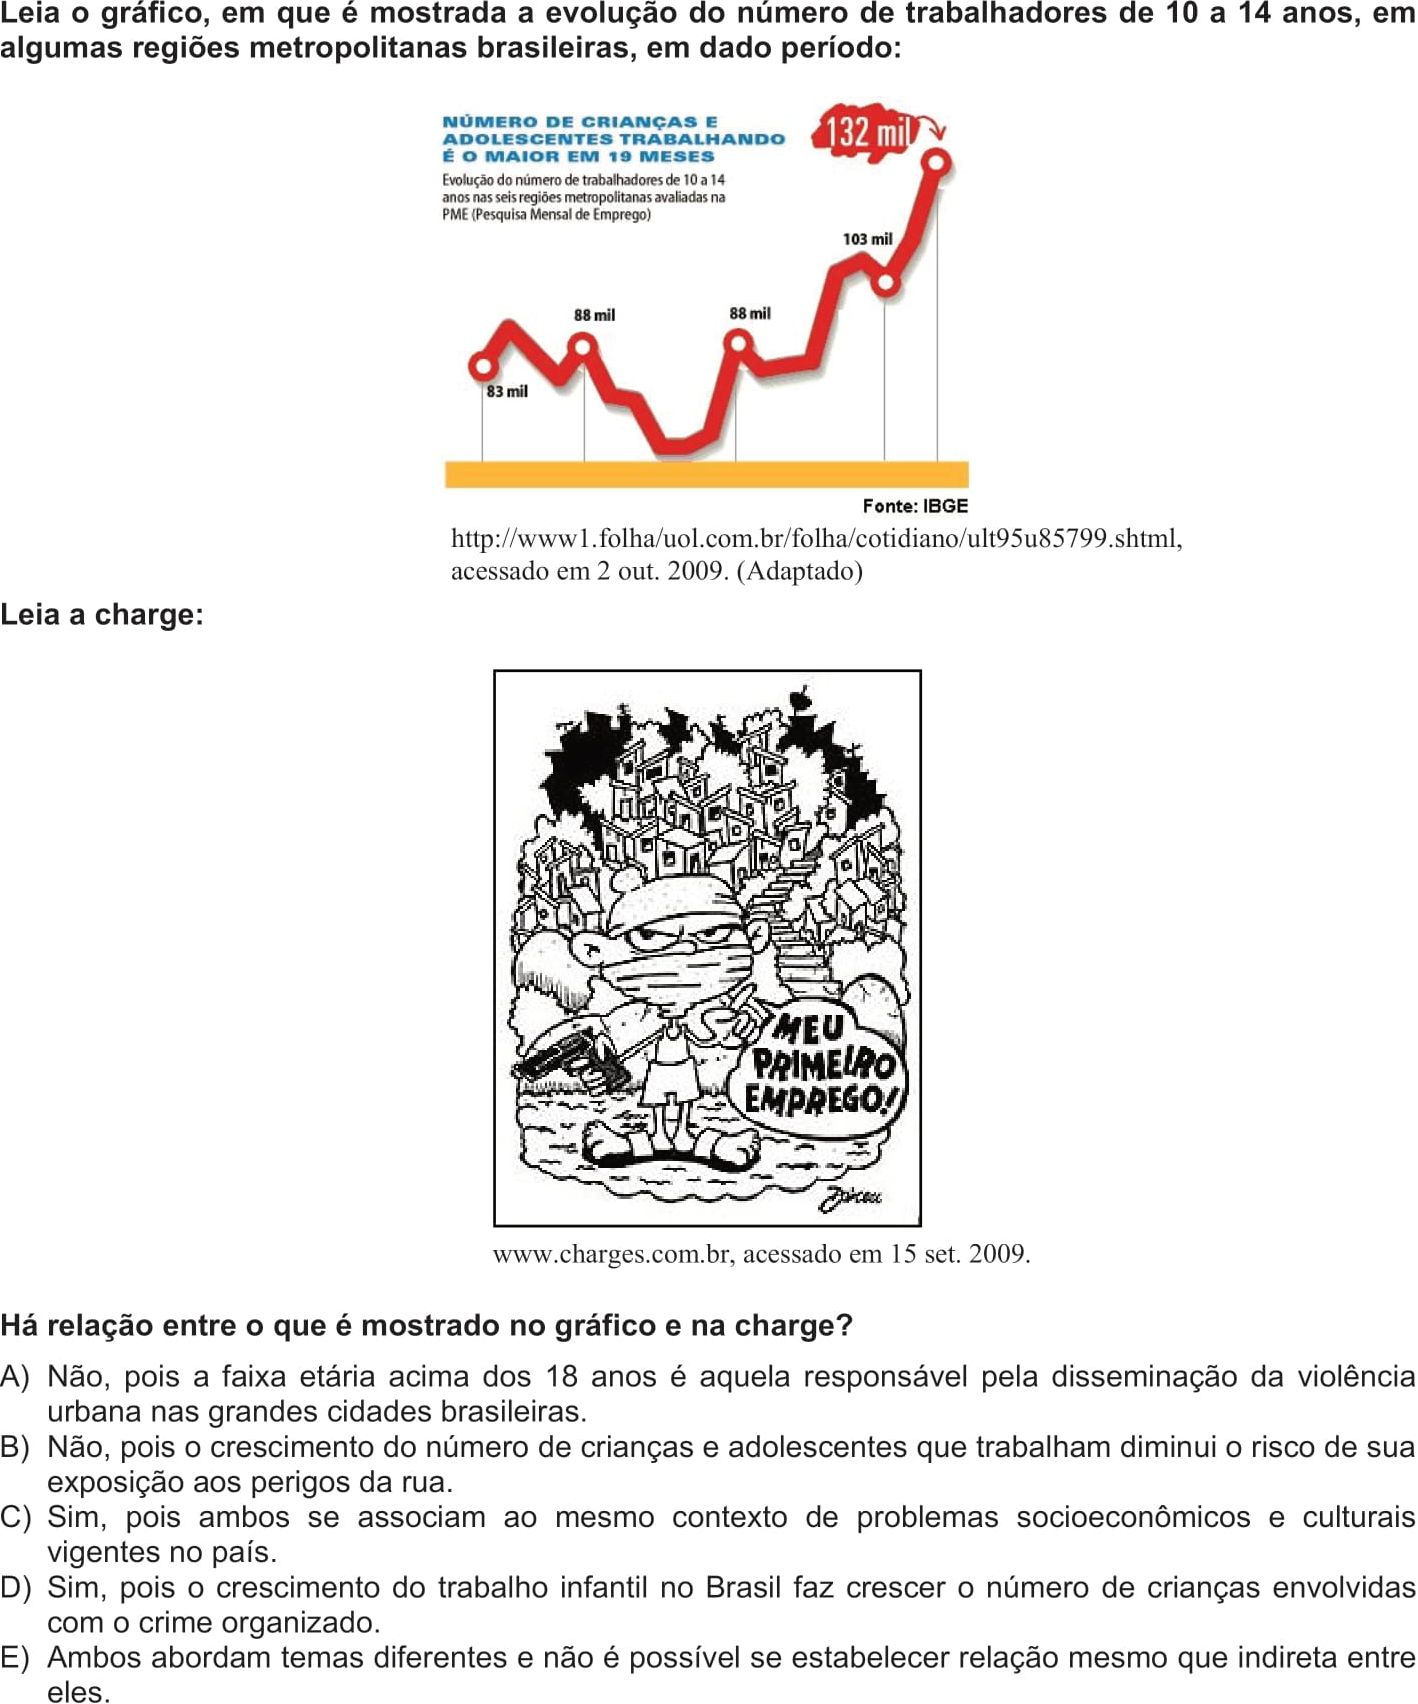 Leia o gráfico, em que é mostrada a evolução do número de trabalhadores de 10 a 14 anos, em
algumas regiões metropolitanas brasileiras, em dado período:
NÚMERO DE CRIANÇAS E
ADOLESCENTES TRABALHANDO
É O MAIOR EM 19 MESES
Evolução do número de trabalhadores de 10 a 14
anos nas seis regiões metropolitanas avaliadas na
PME (Pesquisa Mensal de Emprego)
132 mil
103 mil
88 mil
88 mil
83 mil
Fonte: IBGE
http://www1.folha/uol.com.br/folha/cotidiano/ult95u85799.shtml,
acessado em 2 out. 2009. (Adaptado)
Leia a charge:
MEU
PRIMEIRO
EMPREGO!
www.charges.com.br, acessado em 15 set. 2009.
Há relação entre o que é mostrado no gráfico e na charge?
A) Não, pois a faixa etária acima dos 18 anos é aquela responsável pela disseminação da violência
urbana nas grandes cidades brasileiras.
B) Não, pois o crescimento do número de crianças e adolescentes que trabalham diminui o risco de sua
exposição aos perigos da rua.
C) Sim, pois ambos se associam ao mesmo contexto de problemas socioeconômicos e culturais
vigentes no país.
D) Sim, pois o crescimento do trabalho infantil no Brasil faz crescer o número de crianças envolvidas
com o crime organizado.
E) Ambos abordam temas diferentes e não é possível se estabelecer relação mesmo que indireta entre
eles.